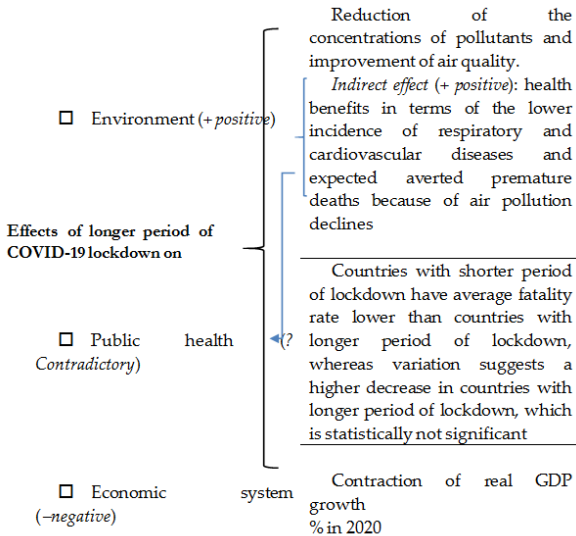 Reduction of the
concentrations of pollutants and
improvement of air quality.
Indirect effect (+ positive): health
benefits in terms of the lower
incidence of respiratory and
cardiovascular diseases and
expected averted premature
deaths because of air pollution
declines
☐ Environment (+ positive)
Effects of longer period of
COVID-19 lockdown on
☐ Public health (?
Contradictory)
Countries with shorter period
of lockdown have average fatality
rate lower than countries with
longer period of lockdown,
whereas variation suggests a
higher decrease in countries with
longer period of lockdown, which
is statistically not significant
☐ Economic system
(−negative)
Contraction of real GDP
growth
% in 2020